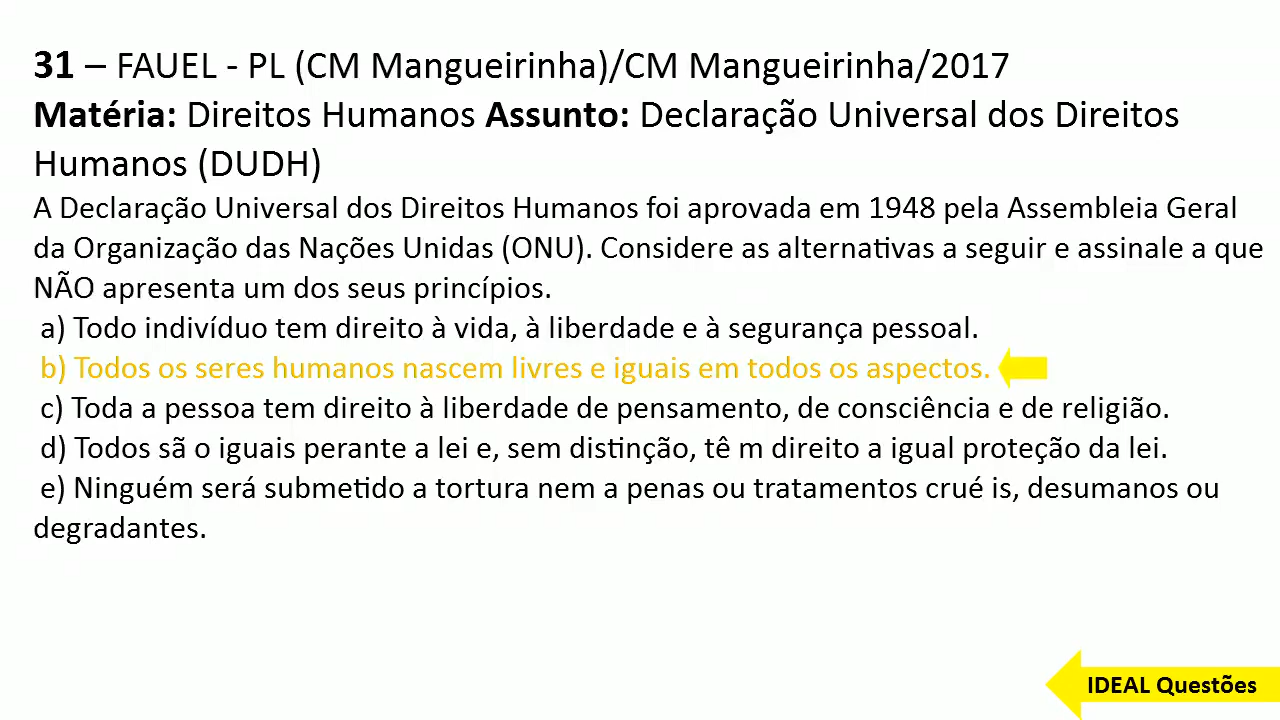 31 – FAUEL - PL (CM Mangueirinha)/CM Mangueirinha/2017
Matéria: Direitos Humanos Assunto: Declaração Universal dos Direitos
Humanos (DUDH)
A Declaração Universal dos Direitos Humanos foi aprovada em 1948 pela Assembleia Geral
da Organização das Nações Unidas (ONU). Considere as alternativas a seguir e assinale a que
NÃO apresenta um dos seus princípios.
a) Todo indivíduo tem direito à vida, à liberdade e à segurança pessoal.
b) Todos os seres humanos nascem livres e iguais em todos os aspectos.
c) Toda a pessoa tem direito à liberdade de pensamento, de consciência e de religião.
d) Todos sã o iguais perante a lei e, sem distinção, tê m direito a igual proteção da lei.
e) Ninguém será submetido a tortura nem a penas ou tratamentos crué is, desumanos ou
degradantes.
IDEAL Questões